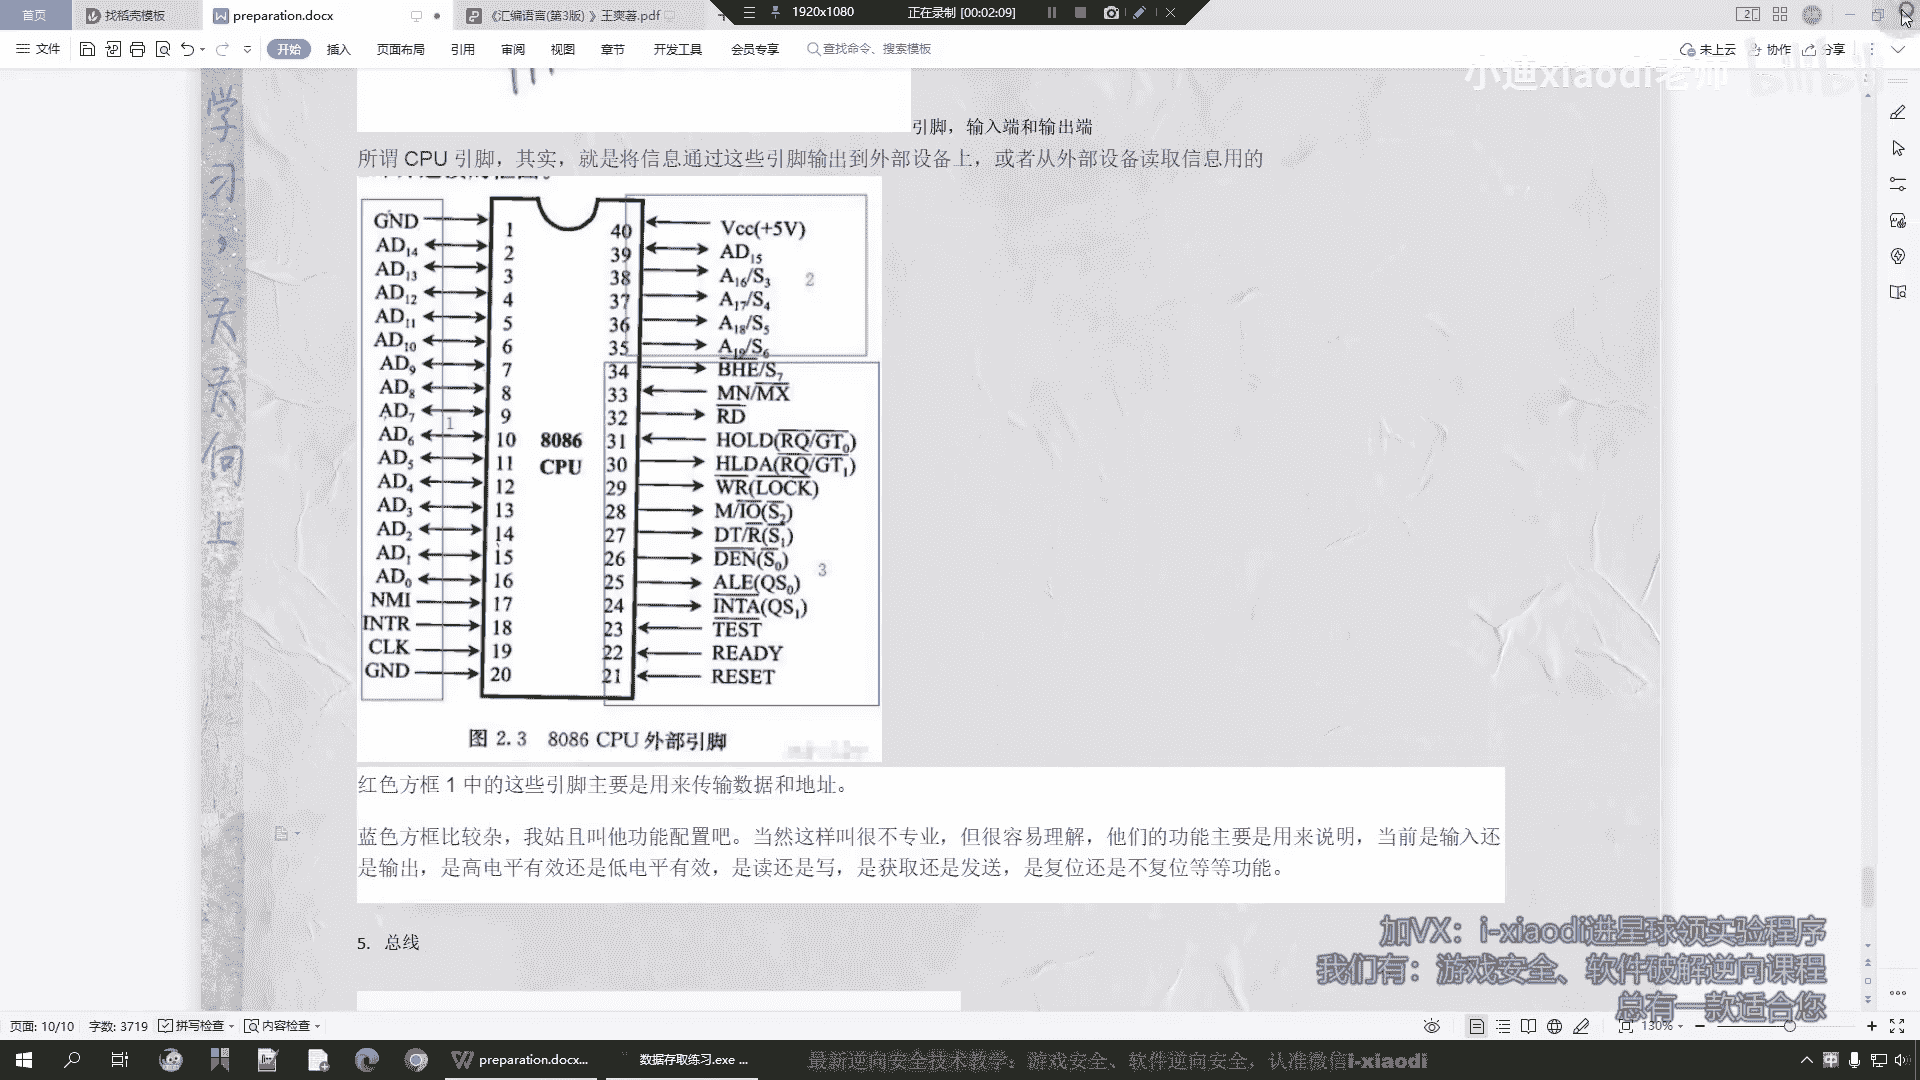 首页
找稻壳模板
preparation.docx
《汇编语言(第3版) 》王爽著.pdf
1920x1080
正在录制 [00:02:09]
文件
开始
插入
页面布局
引用
审阅
视图
章节
开发工具
会员专享
查找命令、搜索模板
未上云
协作
分享
小迪xiaodi老师
bilibili
学习,天天向上
引脚，输入端和输出端
所谓 CPU 引脚，其实，就是将信息通过这些引脚输出到外部设备上，或者从外部设备读取信息用的
GND 1 40 Vcc(+5V)
AD14 2 39 AD15
AD13 3 38 A16/S3
AD12 4 37 A17/S4
AD11 5 36 A18/S5
AD10 6 35 A19/S6
AD9 7 34 BHE/S7
AD8 8 33 MN/MX
AD7 9 32 RD
AD6 10 31 HOLD(RQ/GT0)
AD5 11 30 HLDA(RQ/GT1)
AD4 12 29 WR(LOCK)
AD3 13 28 M/IO(S2)
AD2 14 27 DT/R(S1)
AD1 15 26 DEN(S0)
AD0 16 25 ALE(QS0)
NMI 17 24 INTA(QS1)
INTR 18 23 TEST
CLK 19 22 READY
GND 20 21 RESET
8086
CPU
1
2
3
图 2.3 8086 CPU 外部引脚
红色方框 1 中的这些引脚主要是用来传输数据和地址。
蓝色方框比较杂，我姑且叫他功能配置吧。当然这样叫很不专业，但很容易理解，他们的功能主要是用来说明，当前是输入还
是输出，是高电平有效还是低电平有效，是读还是写，是获取还是发送，是复位还是不复位等等功能。
5. 总线
加VX：i-xiaodi进星球领实验程序
我们有：游戏安全、软件破解逆向课程
总有一款适合您
页面: 10/10
字数: 3719
拼写检查
内容检查
130%
preparation.docx...
数据存取练习.exe ...
最新逆向安全技术教学：游戏安全、软件逆向安全，认准微信i-xiaodi